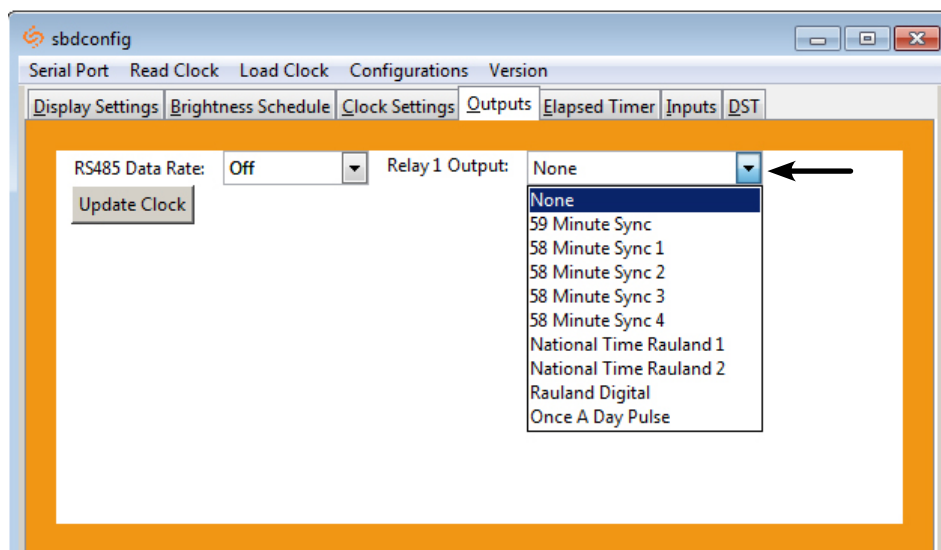 sbdconfig
Serial Port Read Clock Load Clock Configurations Version
Display Settings Brightness Schedule Clock Settings Outputs Elapsed Timer Inputs DST
RS485 Data Rate: Off Relay 1 Output: None
Update Clock
None
59 Minute Sync
58 Minute Sync 1
58 Minute Sync 2
58 Minute Sync 3
58 Minute Sync 4
National Time Rauland 1
National Time Rauland 2
Rauland Digital
Once A Day Pulse